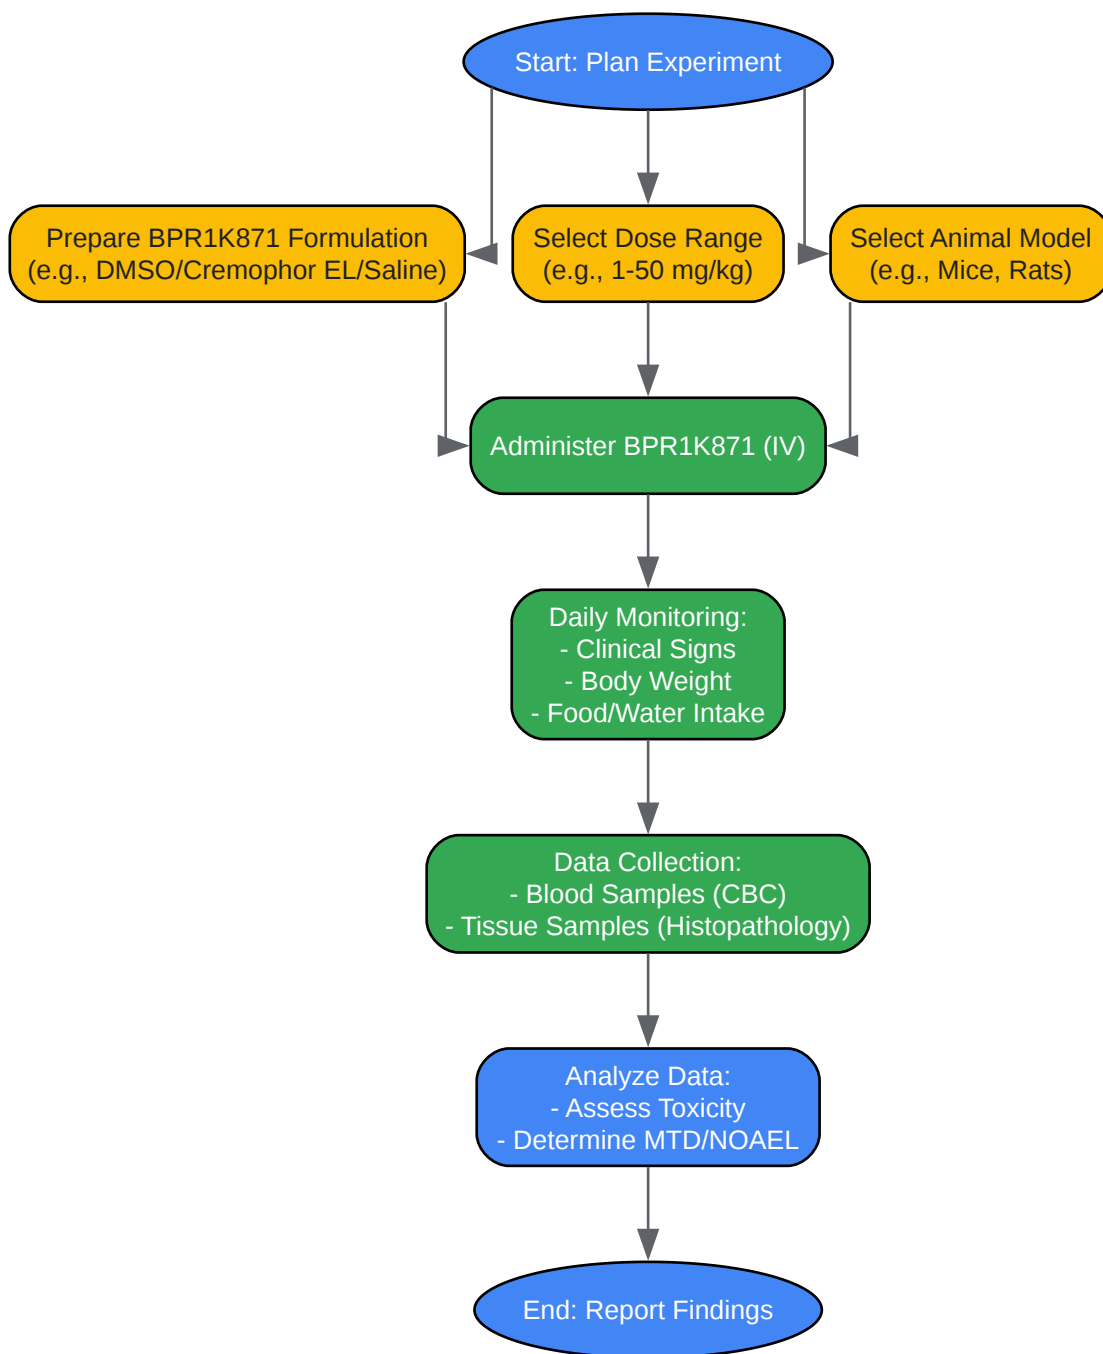 Start: Plan Experiment
Prepare BPR1K871 Formulation
(e.g., DMSO/Cremophor EL/Saline)
Select Dose Range
(e.g., 1-50 mg/kg)
Select Animal Model
(e.g., Mice, Rats)
Administer BPR1K871 (IV)
Daily Monitoring:
- Clinical Signs
- Body Weight
- Food/Water Intake
Data Collection:
- Blood Samples (CBC)
- Tissue Samples (Histopathology)
Analyze Data:
- Assess Toxicity
- Determine MTD/NOAEL
End: Report Findings